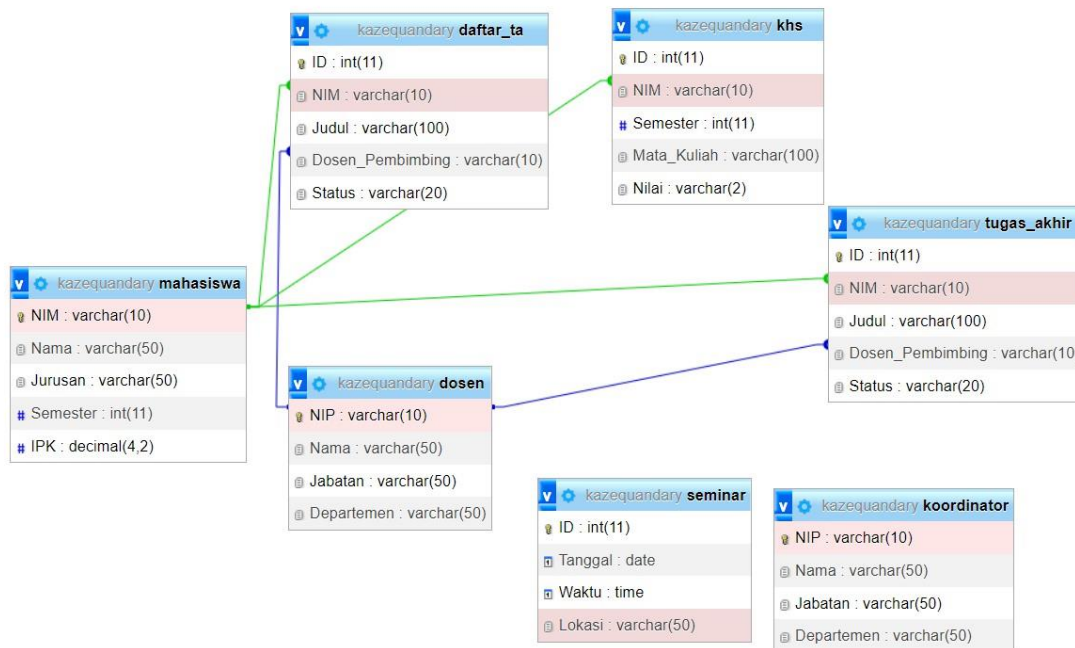 kazequandary daftar_ta
ID : int(11)
NIM : varchar(10)
Judul : varchar(100)
Dosen_Pembimbing : varchar(10)
Status : varchar(20)
kazequandary khs
ID : int(11)
NIM : varchar(10)
# Semester : int(11)
Mata_Kuliah : varchar(100)
Nilai : varchar(2)
kazequandary tugas_akhir
ID : int(11)
NIM : varchar(10)
Judul : varchar(100)
Dosen_Pembimbing : varchar(10
Status : varchar(20)
kazequandary mahasiswa
NIM : varchar(10)
Nama : varchar(50)
Jurusan : varchar(50)
# Semester : int(11)
# IPK : decimal(4,2)
kazequandary dosen
NIP : varchar(10)
Nama : varchar(50)
Jabatan : varchar(50)
Departemen : varchar(50)
kazequandary seminar
ID : int(11)
Tanggal : date
Waktu : time
Lokasi : varchar(50)
kazequandary koordinator
NIP : varchar(10)
Nama : varchar(50)
Jabatan : varchar(50)
Departemen : varchar(50)